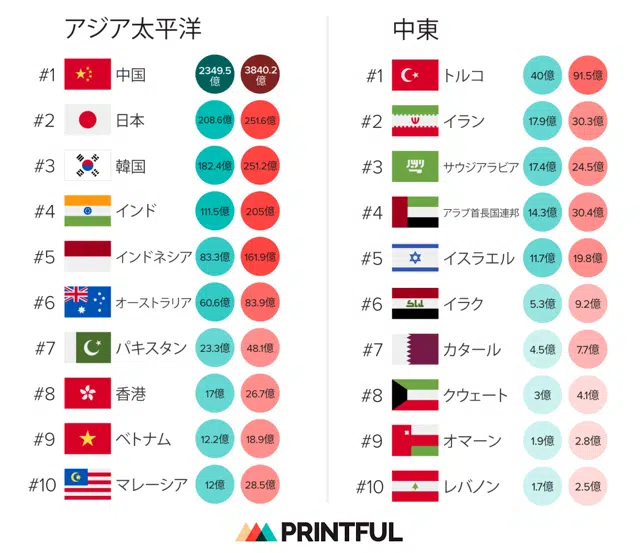 アジア太平洋
#1 中国 2349.5億 3840.2億
#2 日本 208.6億 251.6億
#3 韓国 182.4億 251.2億
#4 インド 111.5億 205億
#5 インドネシア 83.3億 161.9億
#6 オーストラリア 60.6億 83.9億
#7 パキスタン 23.3億 48.1億
#8 香港 17億 26.7億
#9 ベトナム 12.2億 18.9億
#10 マレーシア 12億 28.5億
中東
#1 トルコ 40億 91.5億
#2 イラン 17.9億 30.3億
#3 サウジアラビア 17.4億 24.5億
#4 アラブ首長国連邦 14.3億 30.4億
#5 イスラエル 11.7億 19.8億
#6 イラク 5.3億 9.2億
#7 カタール 4.5億 7.7億
#8 クウェート 3億 4.1億
#9 オマーン 1.9億 2.8億
#10 レバノン 1.7億 2.5億
PRINTFUL